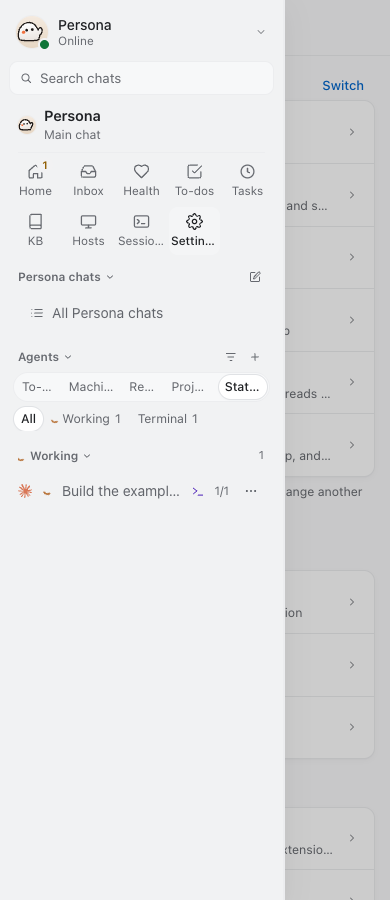 Persona
Online
Switch
Search chats
Persona
Main chat
1
Home
Inbox
Health
To-dos
Tasks
and s...
KB
Hosts
Sessio...
Settin...
Persona chats
All Persona chats
Agents
To-...
Machi...
Re...
Proj...
Stat...
reads ...
All
Working 1
Terminal 1
Working
1
p, and...
Build the exampl...
1/1
ange another
ion
xtensio...